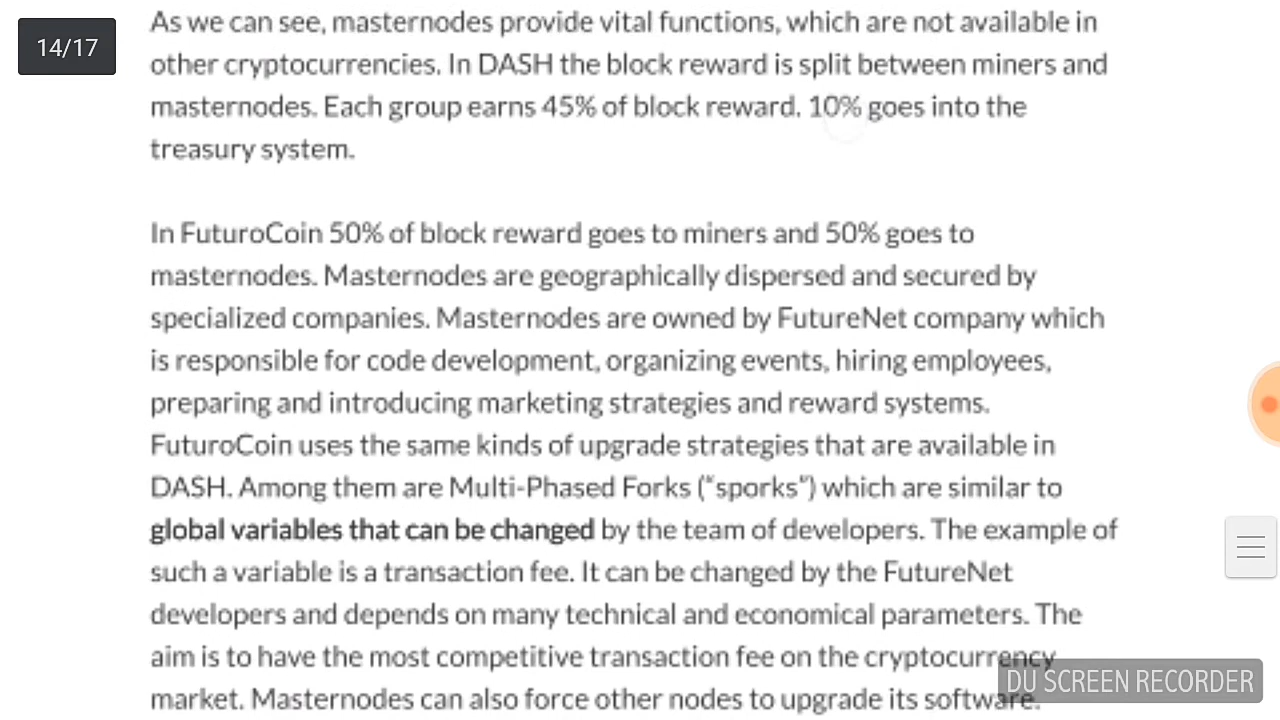 14/17
As we can see, masternodes provide vital functions, which are not available in
other cryptocurrencies. In DASH the block reward is split between miners and
masternodes. Each group earns 45% of block reward. 10% goes into the
treasury system.
In FuturoCoin 50% of block reward goes to miners and 50% goes to
masternodes. Masternodes are geographically dispersed and secured by
specialized companies. Masternodes are owned by FutureNet company which
is responsible for code development, organizing events, hiring employees,
preparing and introducing marketing strategies and reward systems.
FuturoCoin uses the same kinds of upgrade strategies that are available in
DASH. Among them are Multi-Phased Forks (“sporks”) which are similar to
global variables that can be changed by the team of developers. The example of
such a variable is a transaction fee. It can be changed by the FutureNet
developers and depends on many technical and economical parameters. The
aim is to have the most competitive transaction fee on the cryptocurrency
market. Masternodes can also force other nodes to upgrade its software.
DU SCREEN RECORDER